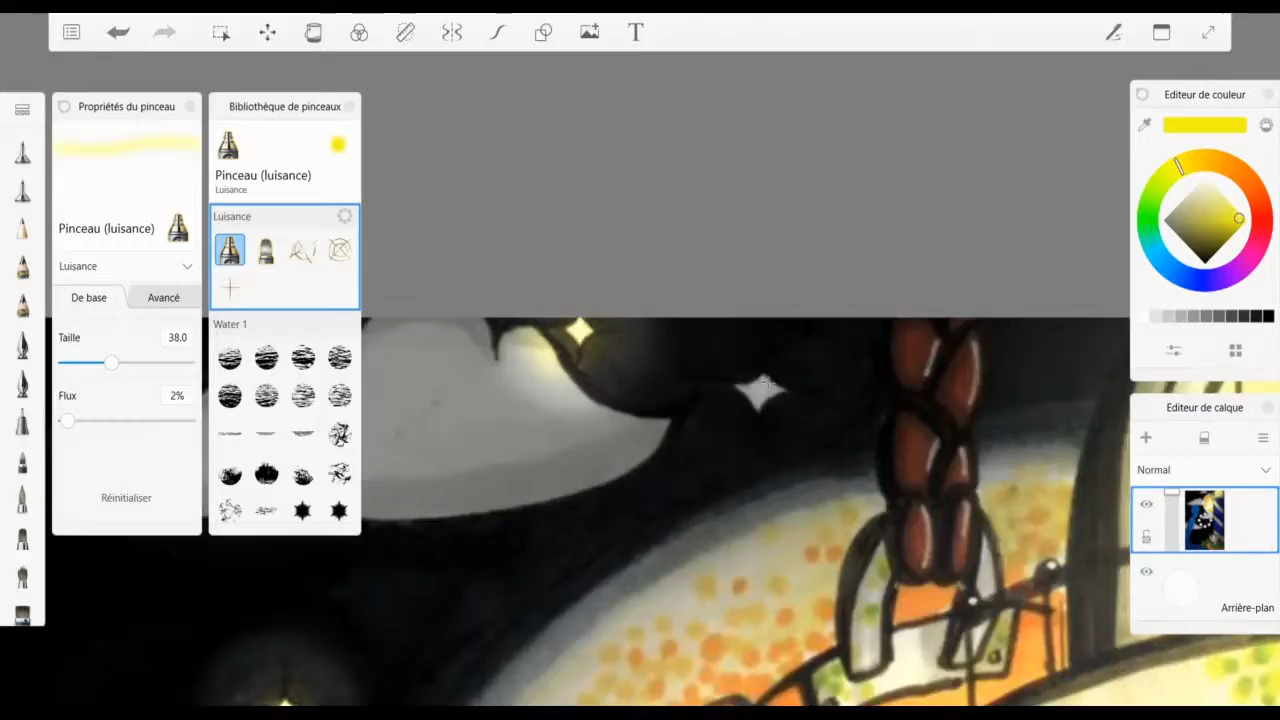 Propriétés du pinceau
Pinceau (luisance)
Luisance
De base
Avancé
Taille
38.0
Flux
2%
Réinitialiser
Bibliothèque de pinceaux
Pinceau (luisance)
Luisance
Luisance
Water 1
T
Editeur de couleur
Editeur de calque
Normal
Arrière-plan